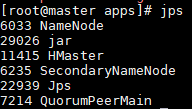 [root@master apps]# jps
6033 NameNode
29026 jar
11415 HMaster
6235 SecondaryNameNode
22939 Jps
7214 QuorumPeerMain